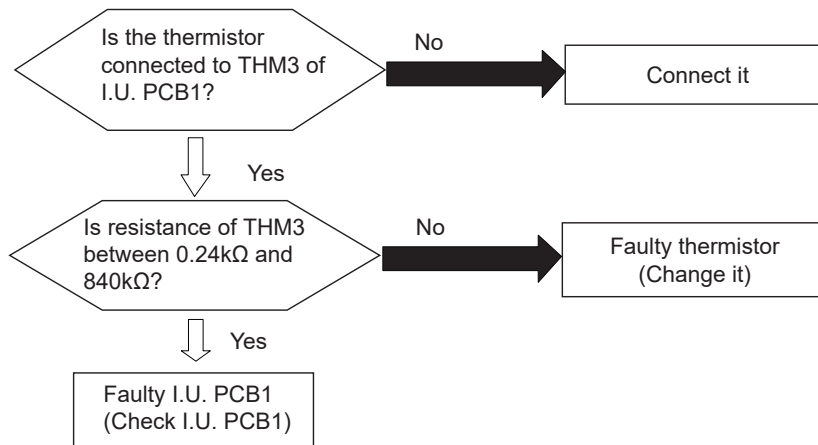 Is the thermistor
connected to THM3 of
I.U. PCB1?
No
Connect it
Yes
Is resistance of THM3
between 0.24kΩ and
840kΩ?
No
Faulty thermistor
(Change it)
Yes
Faulty I.U. PCB1
(Check I.U. PCB1)